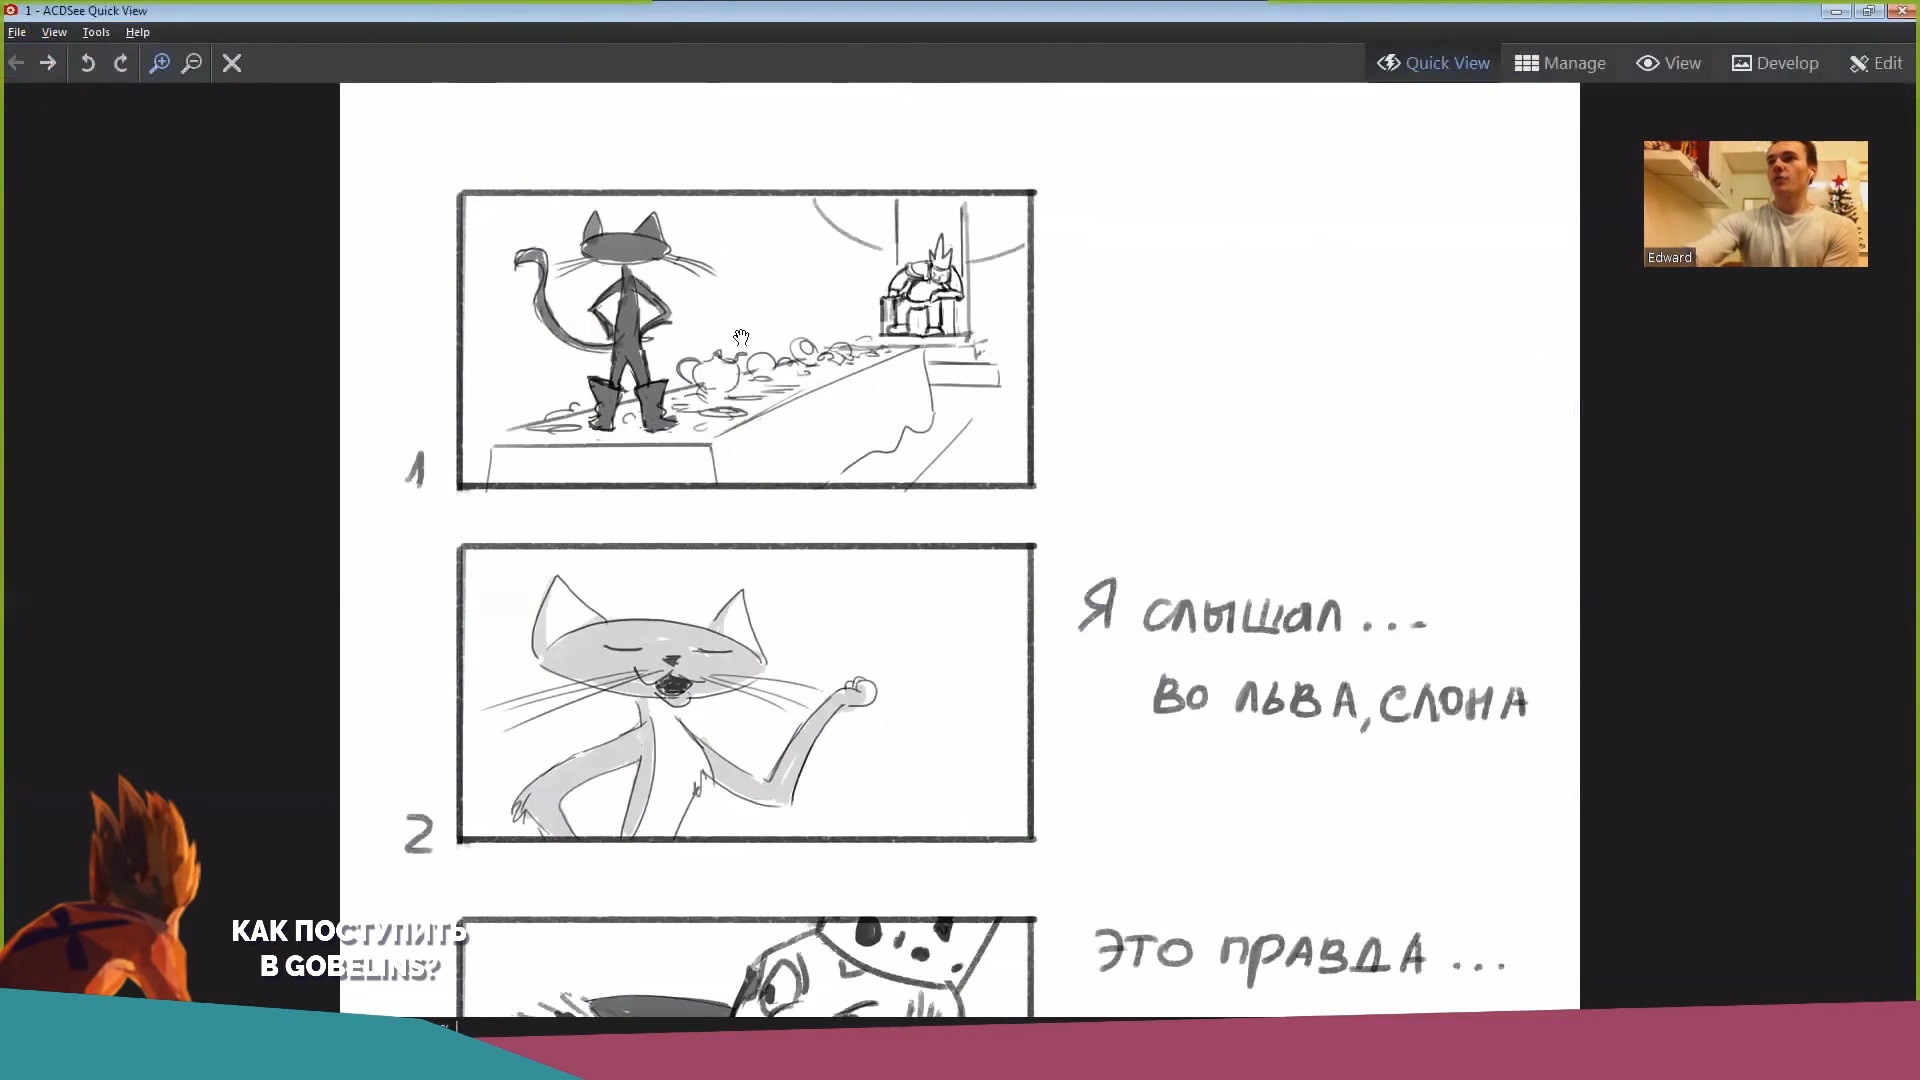 1 - ACDSee Quick View
File View Tools Help
Quick View Manage View Develop Edit
Edward
1
Я слышал...
во льва, слона
2
это правда...
КАК ПОСТУПИТЬ
В GOBELINS?
%